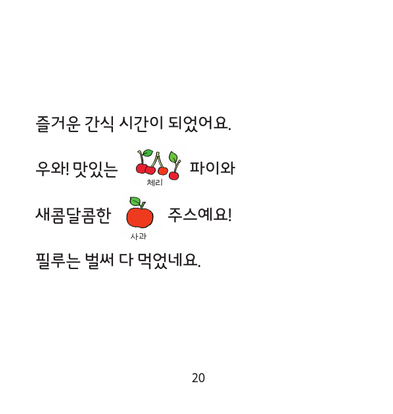 즐거운 간식 시간이 되었어요.
우와! 맛있는 체리 파이와
새콤달콤한 사과 주스예요!
필루는 벌써 다 먹었네요.
20